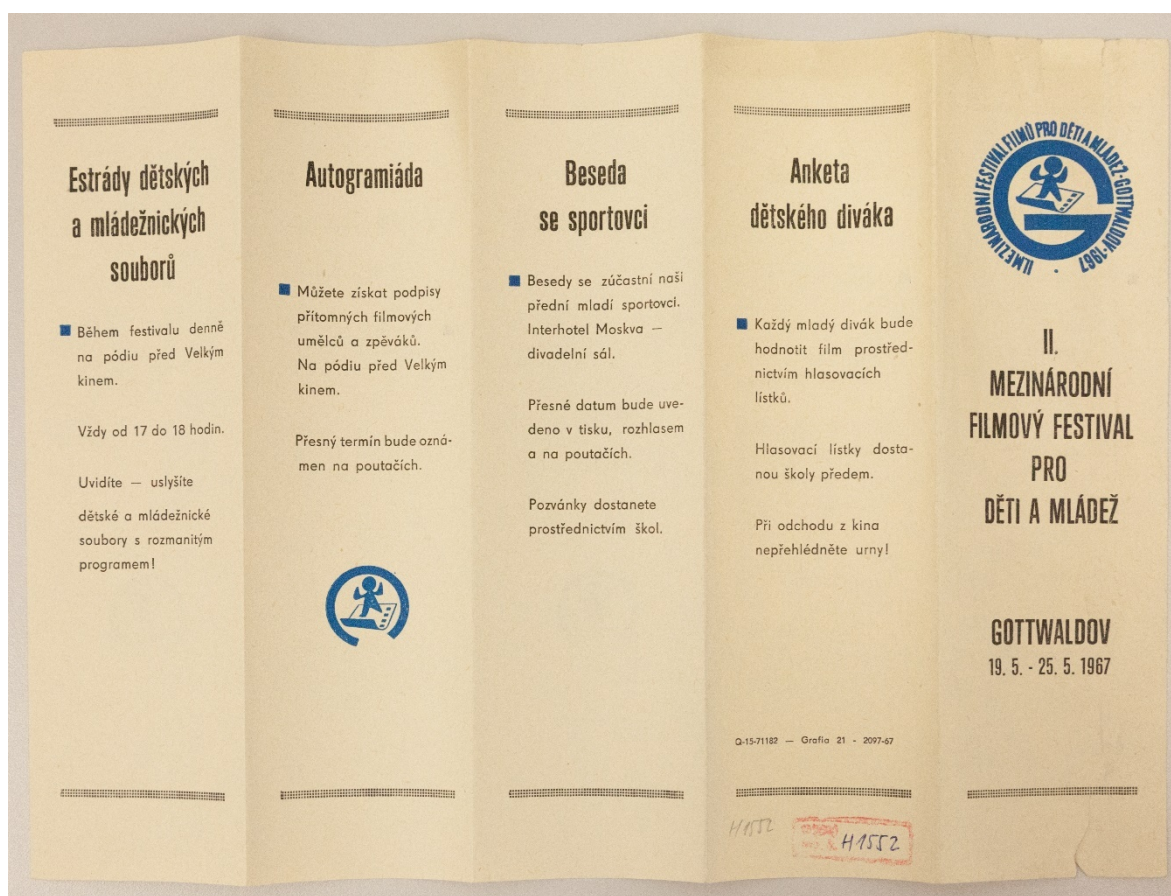 Estrády dětských
a mládežnických
souborů
Během festivalu denně
na pódiu před Velkým
kinem.
Vždy od 17 do 18 hodin.
Uvidíte — uslyšíte
dětské a mládežnické
soubory s rozmanitým
programem!
Autogramiáda
Můžete získat podpisy
přítomných filmových
umělců a zpěváků.
Na pódiu před Velkým
kinem.
Přesný termín bude ozná-
men na poutačích.
Beseda
se sportovci
Besedy se zúčastní naši
přední mladí sportovci.
Interhotel Moskva —
divadelní sál.
Přesné datum bude uve-
deno v tisku, rozhlasem
a na poutačích.
Pozvánky dostanete
prostřednictvím škol.
Anketa
dětského diváka
Každý mladý divák bude
hodnotit film prostřed-
nictvím hlasovacích
lístků.
Hlasovací lístky dosta-
nou školy předem.
Při odchodu z kina
nepřehlédněte urny!
Q-15-71182 — Grafia 21 - 2097-67
H1552
H1552
II.MEZINÁRODNÍ FESTIVAL FILMŮ PRO DĚTI A MLÁDEŽ·GOTTWALDOV·1967
II.
MEZINÁRODNÍ
FILMOVÝ FESTIVAL
PRO
DĚTI A MLÁDEŽ
GOTTWALDOV
19. 5. - 25. 5. 1967